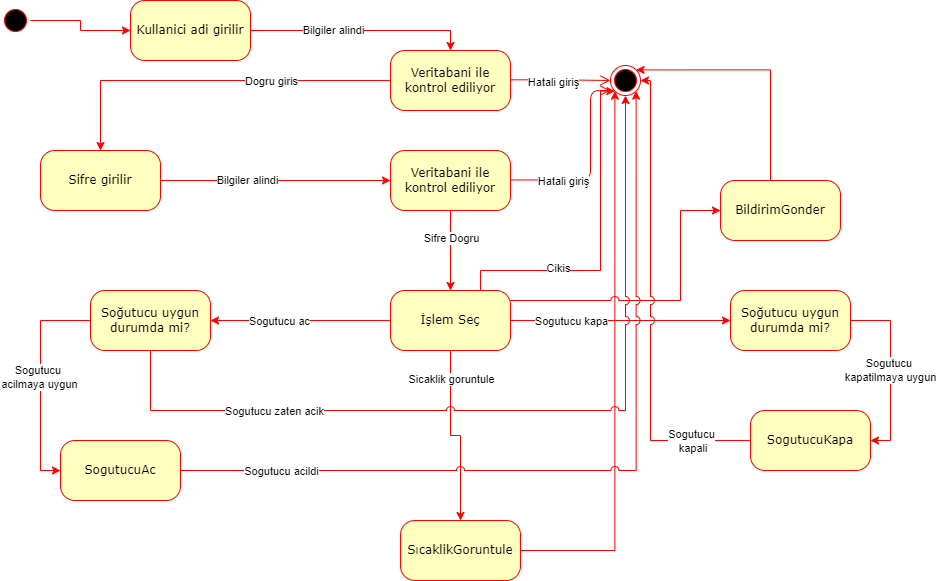 Kullanici adi girilir
Bilgiler alindi
Veritabani ile
kontrol ediliyor
Dogru giris
Hatali giriş
Sifre girilir
Bilgiler alindi
Veritabani ile
kontrol ediliyor
Hatali giriş
BildirimGonder
Sifre Dogru
Cikis
Soğutucu uygun
durumda mi?
Sogutucu ac
İşlem Seç
Sogutucu kapa
Soğutucu uygun
durumda mi?
Sogutucu
acilmaya uygun
Sicaklik goruntule
Sogutucu
kapatilmaya uygun
Sogutucu zaten acik
Sogutucu
kapali
SogutucuKapa
SogutucuAc
Sogutucu acildi
SıcaklikGoruntule